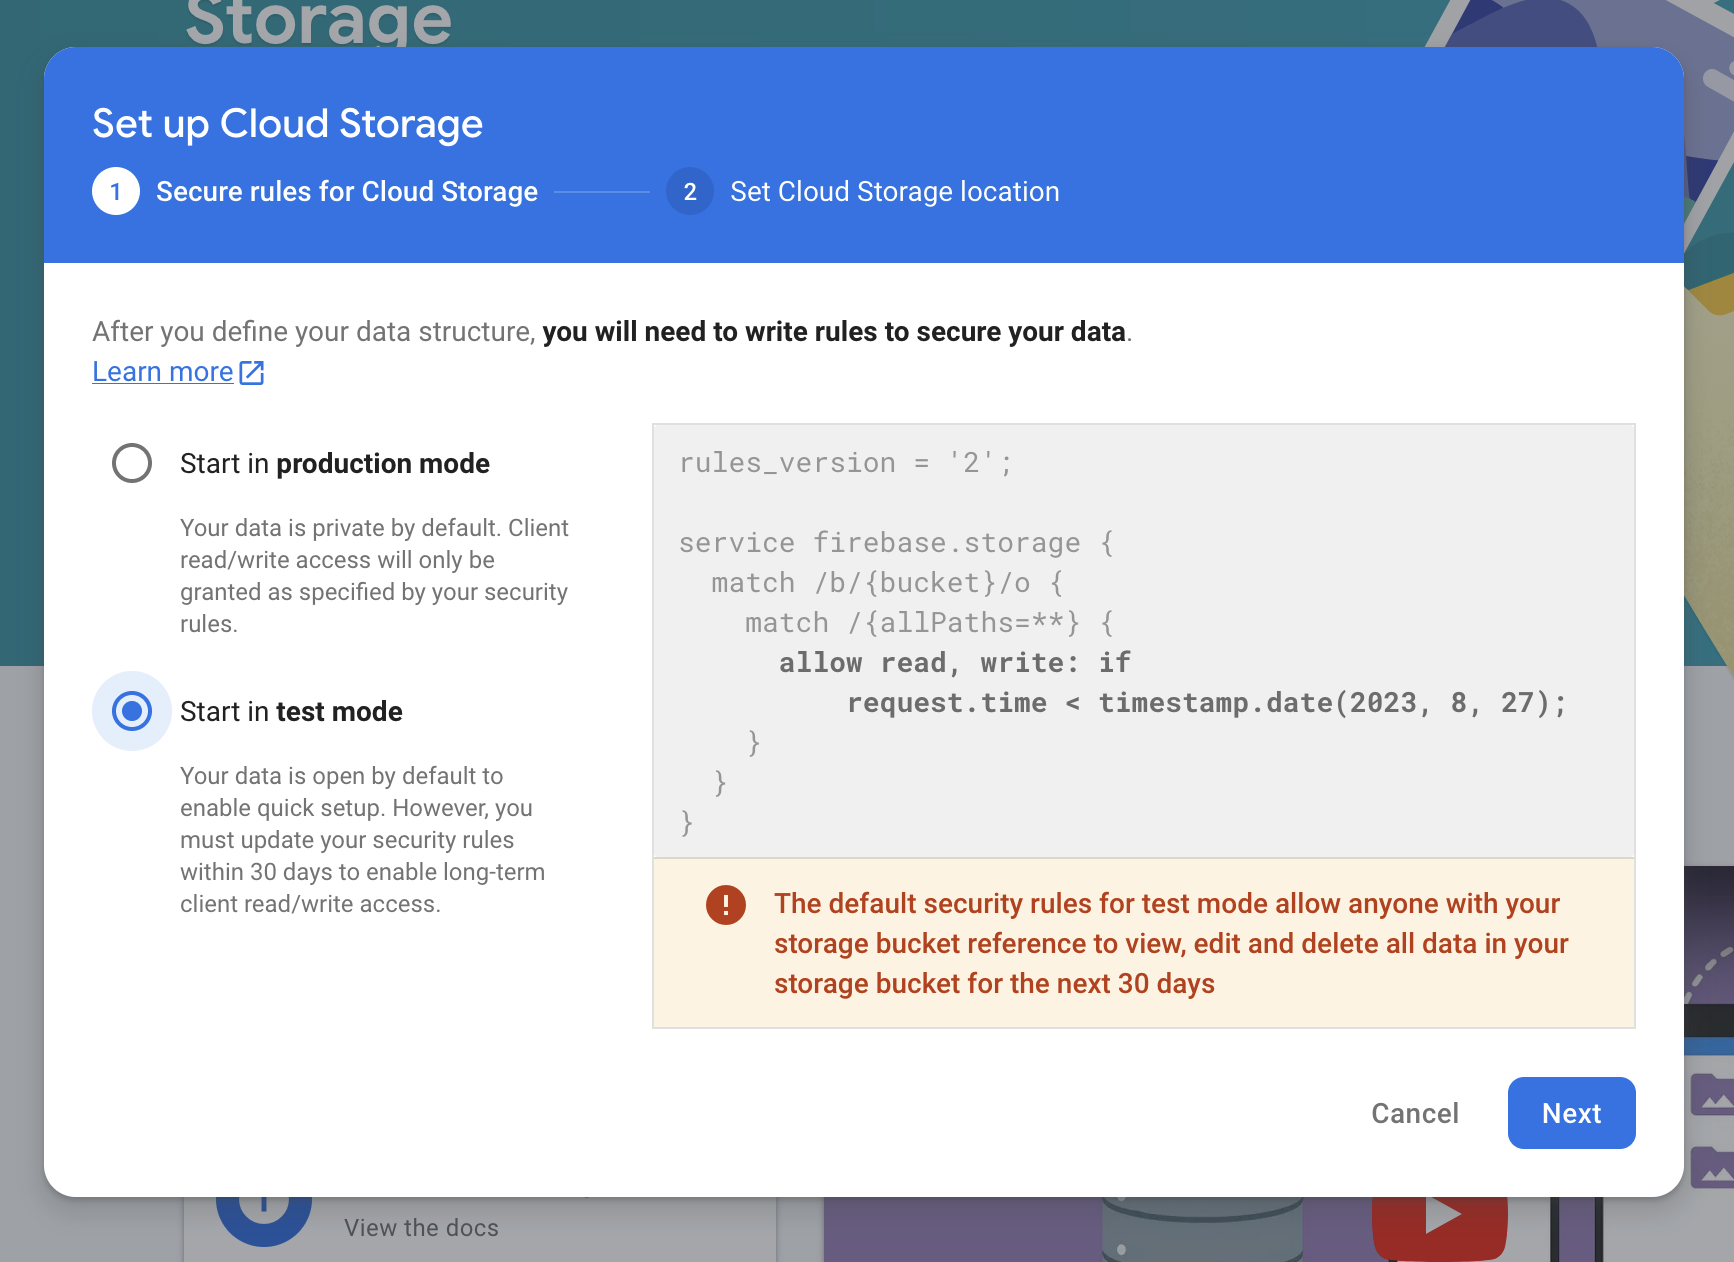 Storage
Set up Cloud Storage
1 Secure rules for Cloud Storage 2 Set Cloud Storage location
After you define your data structure, you will need to write rules to secure your data.
Learn more
Start in production mode
Your data is private by default. Client
read/write access will only be
granted as specified by your security
rules.
Start in test mode
Your data is open by default to
enable quick setup. However, you
must update your security rules
within 30 days to enable long-term
client read/write access.
rules_version = '2';
service firebase.storage {
  match /b/{bucket}/o {
    match /{allPaths=**} {
      allow read, write: if
          request.time < timestamp.date(2023, 8, 27);
    }
  }
}
The default security rules for test mode allow anyone with your
storage bucket reference to view, edit and delete all data in your
storage bucket for the next 30 days
Cancel
Next
View the docs